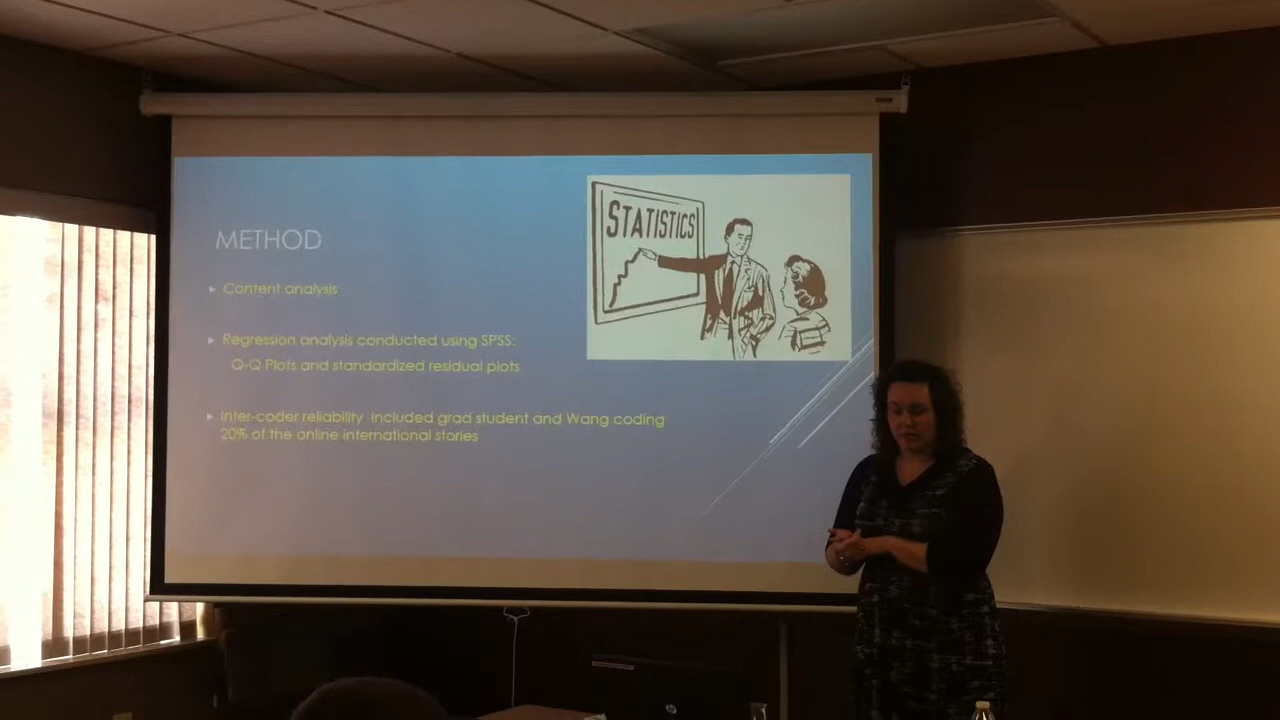 STATISTICS
METHOD
Content analysis
Regression analysis conducted using SPSS:
Q-Q Plots and standardized residual plots
Inter-coder reliability included grad student and Wang coding
20% of the online international stories